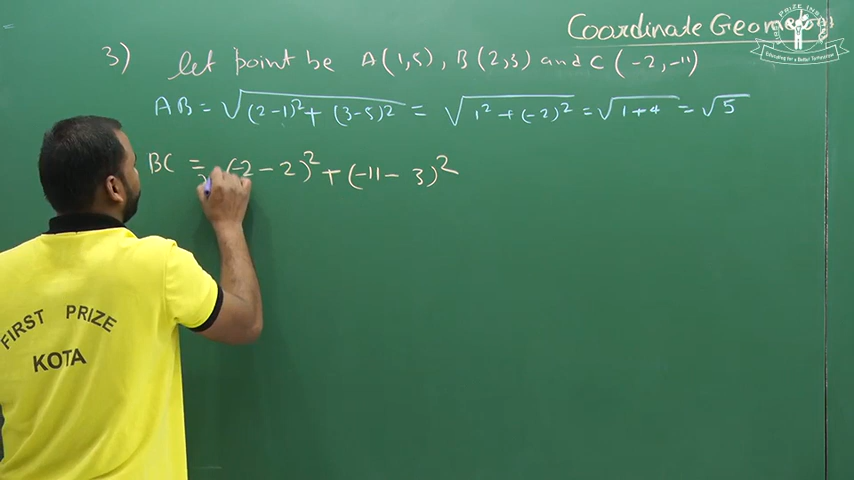 Coordinate Geometry
3) let point be A(1,5), B(2,3) and C (-2,-11)
AB = √(2-1)² + (3-5)² = √1² + (-2)² = √1+4 = √5
BC = (-2-2)² + (-11-3)²
FIRST PRIZE
KOTA